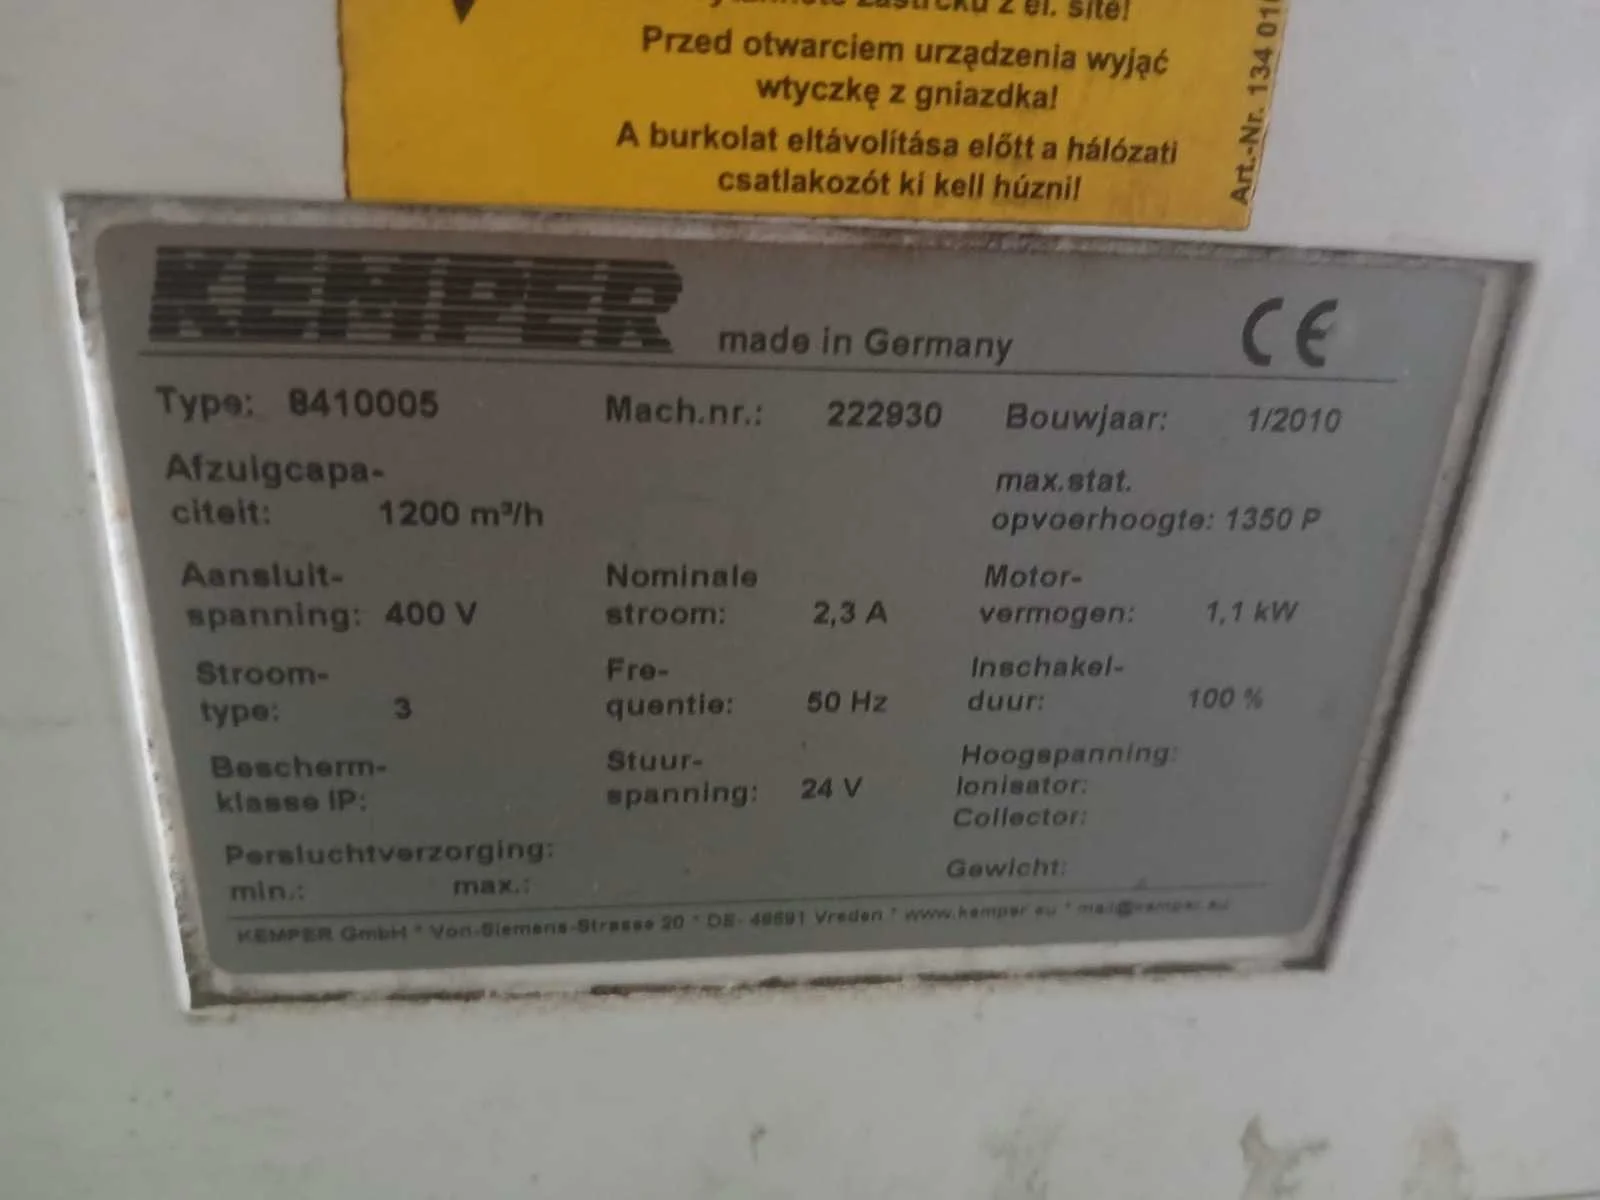 z el. sítě!
Przed otwarciem urządzenia wyjąć
wtyczkę z gniazdka!
A burkolat eltávolítása előtt a hálózati
csatlakozót ki kell húzni!
Art.-Nr. 134 01
KEMPER made in Germany CE
Type: 8410005 Mach.nr.: 222930 Bouwjaar: 1/2010
Afzuigcapa- max.stat.
citeit: 1200 m³/h opvoerhoogte: 1350 P
Aansluit- Nominale Motor-
spanning: 400 V stroom: 2,3 A vermogen: 1,1 kW
Stroom- Fre- Inschakel-
type: 3 quentie: 50 Hz duur: 100 %
Bescherm- Stuur- Hoogspanning:
klasse IP: spanning: 24 V Ionisator:
Collector:
Persluchtverzorging: Gewicht:
min.: max.:
KEMPER GmbH * Von-Siemens-Strasse 20 * DE- 48691 Vreden * www.kemper.eu * mail@kemper.eu